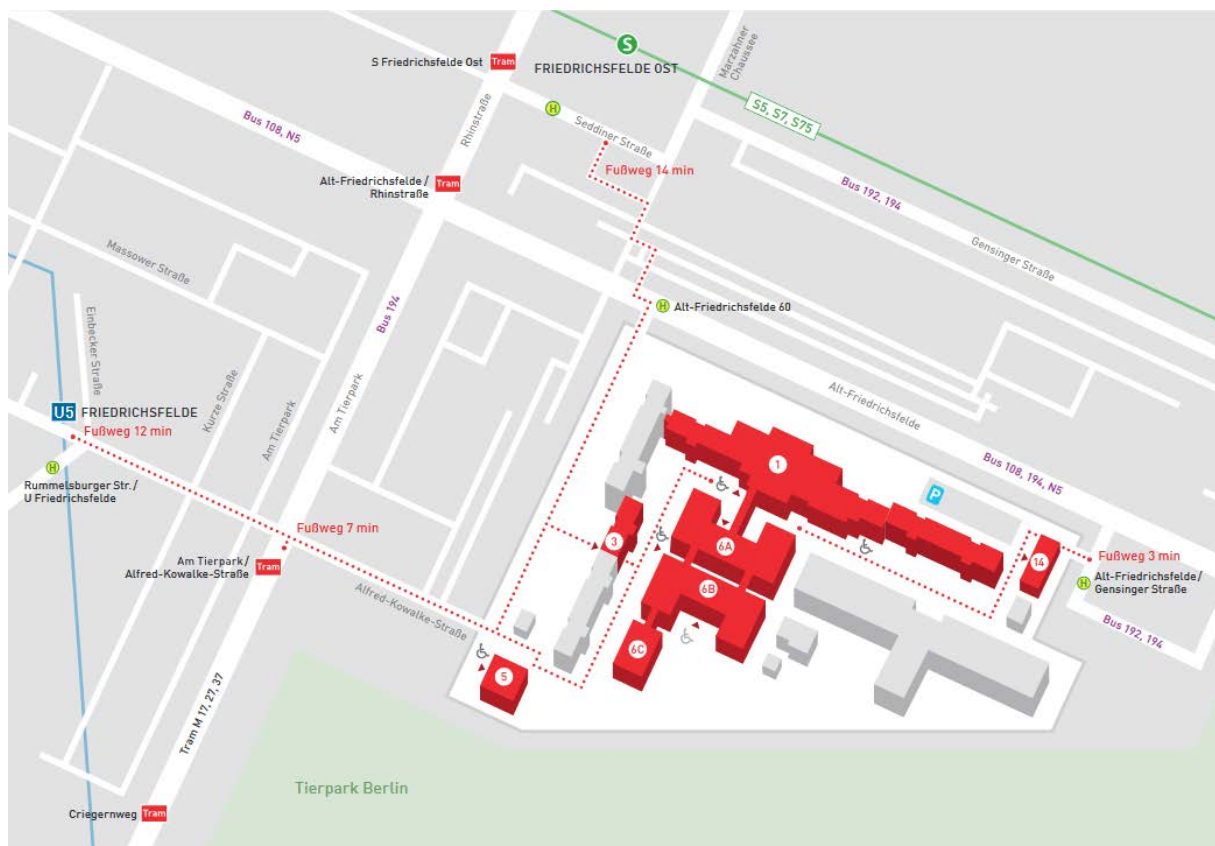 S
FRIEDRICHSFELDE OST
S Friedrichsfelde Ost
Tram
Marzahner
Chaussee
H
Seddiner Straße
S5, S7, S75
Bus 108, N5
Rhinstraße
Fußweg 14 min
Alt-Friedrichsfelde /
Rhinstraße
Tram
Bus 192, 194
Gensinger Straße
Massower Straße
Einbecker Straße
Bus 194
H
Alt-Friedrichsfelde 60
Am Tierpark
Kurze Straße
Am Tierpark
Alt-Friedrichsfelde
U5
FRIEDRICHSFELDE
Fußweg 12 min
H
Rummelsburger Str./
U Friedrichsfelde
Bus 108, 194, N5
P
1
3
6A
6B
6C
5
14
Fußweg 7 min
Am Tierpark /
Alfred-Kowalke-Straße
Tram
Alfred-Kowalke-Straße
Fußweg 3 min
H
Alt-Friedrichsfelde/
Gensinger Straße
Bus 192, 194
Tram M 17, 27, 37
Tierpark Berlin
Criegernweg
Tram